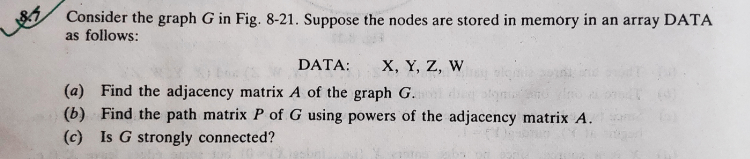 8.7 Consider the graph G in Fig. 8-21. Suppose the nodes are stored in memory in an array DATA
as follows:
DATA: X, Y, Z, W
(a) Find the adjacency matrix A of the graph G.
(b) Find the path matrix P of G using powers of the adjacency matrix A.
(c) Is G strongly connected?